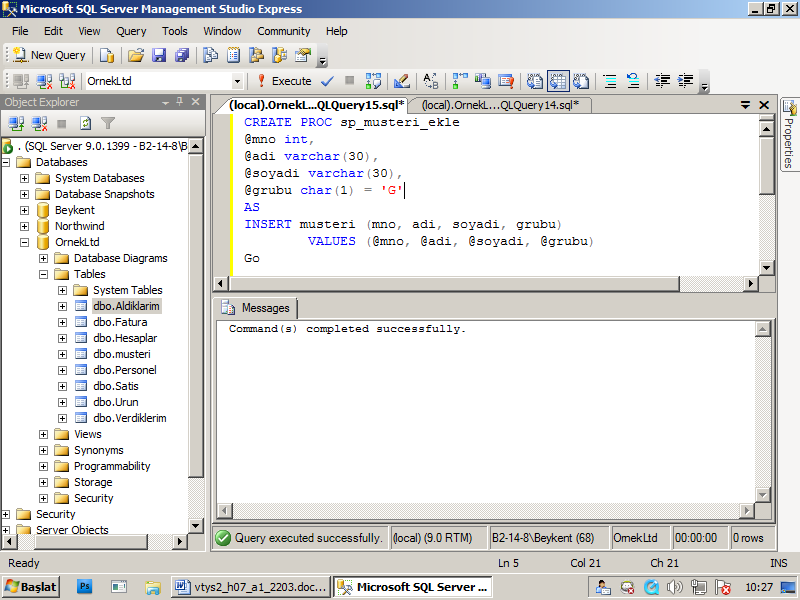 Microsoft SQL Server Management Studio Express
File Edit View Query Tools Window Community Help
New Query
OrnekLtd Execute
Object Explorer
. (SQL Server 9.0.1399 - B2-14-8\B
Databases
System Databases
Database Snapshots
Beykent
Northwind
OrnekLtd
Database Diagrams
Tables
System Tables
dbo.Aldiklarim
dbo.Fatura
dbo.Hesaplar
dbo.musteri
dbo.Personel
dbo.Satis
dbo.Urun
dbo.Verdiklerim
Views
Synonyms
Programmability
Storage
Security
Security
Server Objects
(local).OrnekL...QLQuery15.sql* (local).OrnekL...QLQuery14.sql*
CREATE PROC sp_musteri_ekle
@mno int,
@adi varchar(30),
@soyadi varchar(30),
@grubu char(1) = 'G'
AS
INSERT musteri (mno, adi, soyadi, grubu)
VALUES (@mno, @adi, @soyadi, @grubu)
Go
Messages
Command(s) completed successfully.
Properties
Query executed successfully. (local) (9.0 RTM) B2-14-8\Beykent (68) OrnekLtd 00:00:00 0 rows
Ready Ln 5 Col 21 Ch 21 INS
Başlat Ps vtys2_h07_a1_2203.doc... Microsoft SQL Server ... 10:27